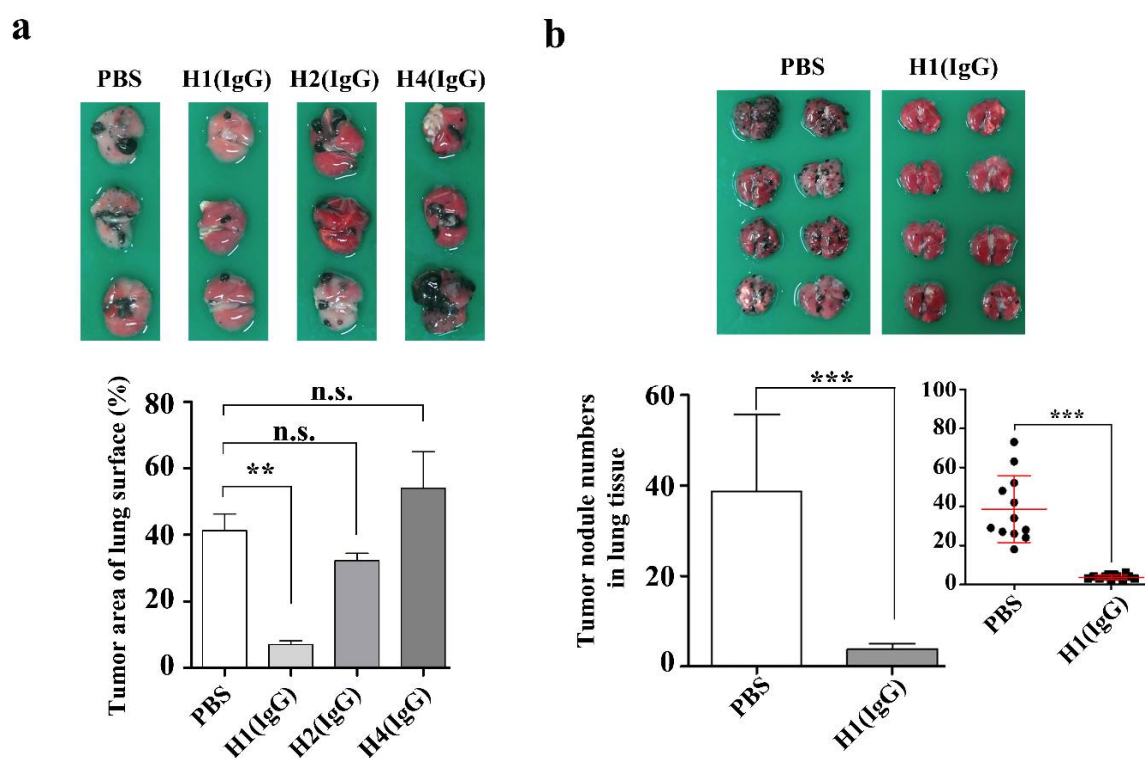 a
PBS H1(IgG) H2(IgG) H4(IgG)
Tumor area of lung surface (%)
80
60
40
20
0
n.s.
n.s.
**
PBS
H1(IgG)
H2(IgG)
H4(IgG)
b
PBS H1(IgG)
Tumor nodule numbers
in lung tissue
60
40
20
0
***
PBS
H1(IgG)
100
80
60
40
20
0
***
PBS
H1(IgG)